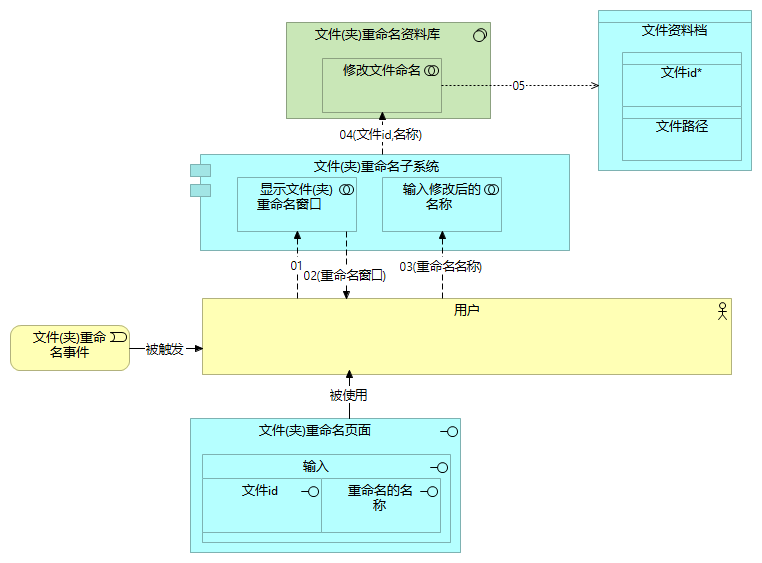 文件(夹)重命名资料库
修改文件命名
文件资料档
文件id*
文件路径
05
04(文件id,名称)
文件(夹)重命名子系统
显示文件(夹)
重命名窗口
输入修改后的
名称
01
02(重命名窗口)
03(重命名名称)
用户
文件(夹)重命
名事件
被触发
被使用
文件(夹)重命名页面
输入
文件id
重命名的名
称